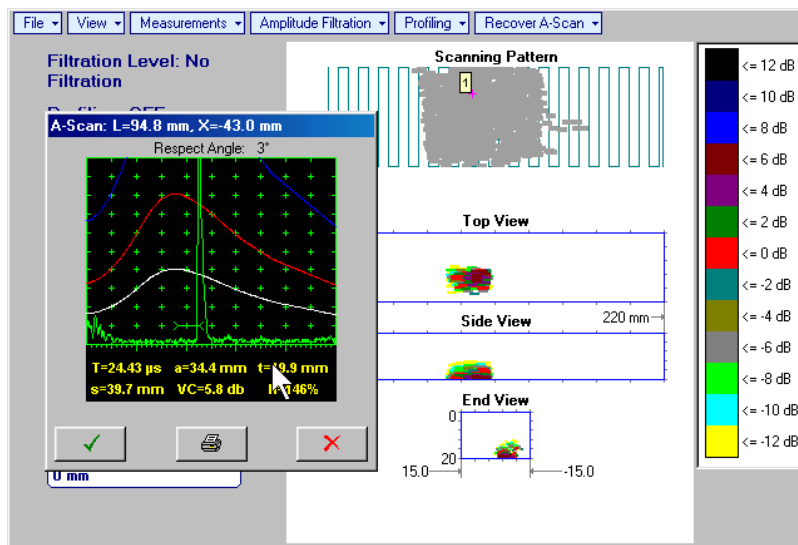 File View Measurements Amplitude Filtration Profiling Recover A-Scan
Filtration Level: No
Filtration
A-Scan: L=94.8 mm, X=-43.0 mm
Respect Angle: 3°
T=24.43 µs a=34.4 mm mm
s=39.7 mm VC=5.8 db
0 mm
Scanning Pattern
1
Top View
220 mm
Side View
End View
0
20
15.0 -15.0
<= 12 dB
<= 10 dB
<= 8 dB
<= 6 dB
<= 4 dB
<= 2 dB
<= 0 dB
<= -2 dB
<= -4 dB
<= -6 dB
<= -8 dB
<= -10 dB
<= -12 dB